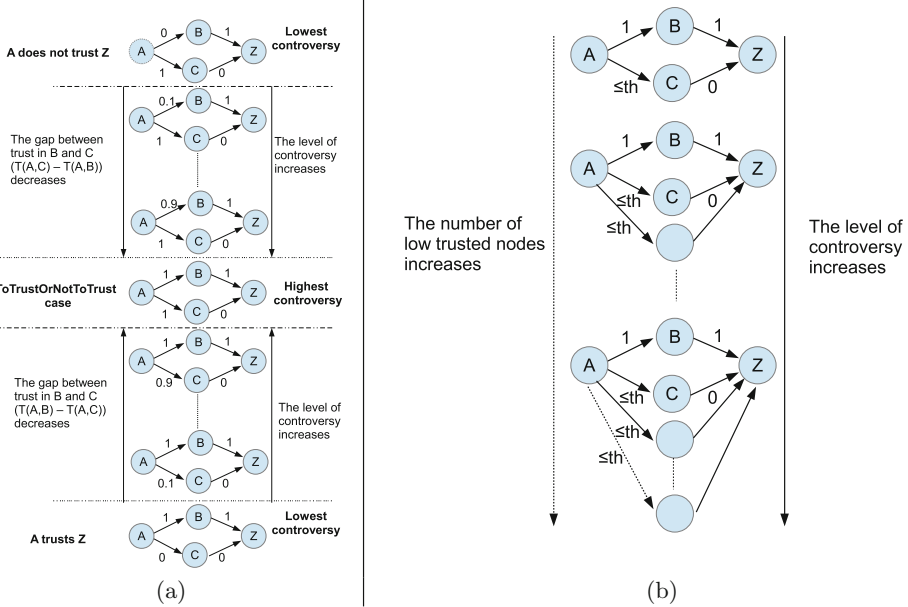 0 B 1
Lowest
controversy
A does not trust Z
A Z
1 C 0
0.1 B 1
A Z
1 C 0
The gap between
trust in B and C
(T(A,C) – T(A,B))
decreases
The level of
controversy
increases
0.9 B 1
A Z
1 C 0
ToTrustOrNotToTrust
case
1 B 1
A Z
1 C 0
Highest
controversy
1 B 1
A Z
0.9 C 0
The gap between
trust in B and C
(T(A,B) – T(A,C))
decreases
The level of
controversy
increases
1 B 1
A Z
0.1 C 0
A trusts Z
1 B 1
A Z
0 C 0
Lowest
controversy
(a)
1 B 1
A Z
≤th C 0
1 B 1
A Z
≤th C 0
≤th
The number of
low trusted nodes
increases
The level of
controversy
increases
1 B 1
A Z
≤th C 0
≤th
≤th
(b)